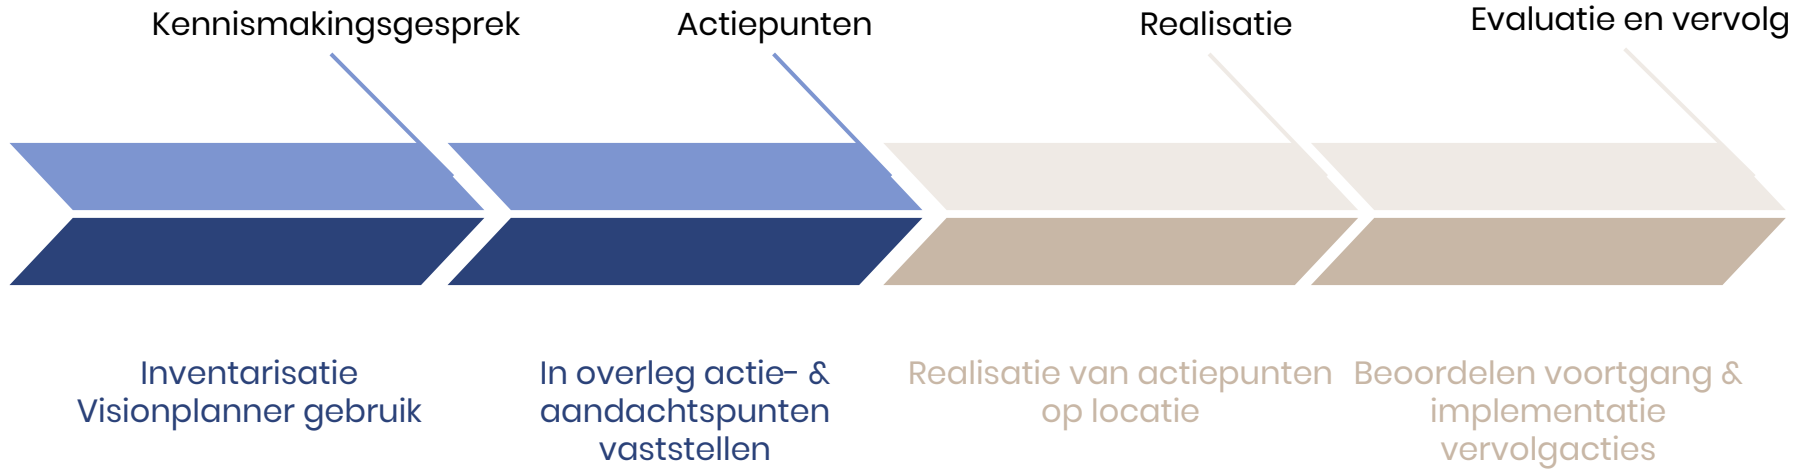 Kennismakingsgesprek
Actiepunten
Realisatie
Evaluatie en vervolg
Inventarisatie
Visionplanner gebruik
In overleg actie- &
aandachtspunten
vaststellen
Realisatie van actiepunten
op locatie
Beoordelen voortgang &
implementatie
vervolgacties